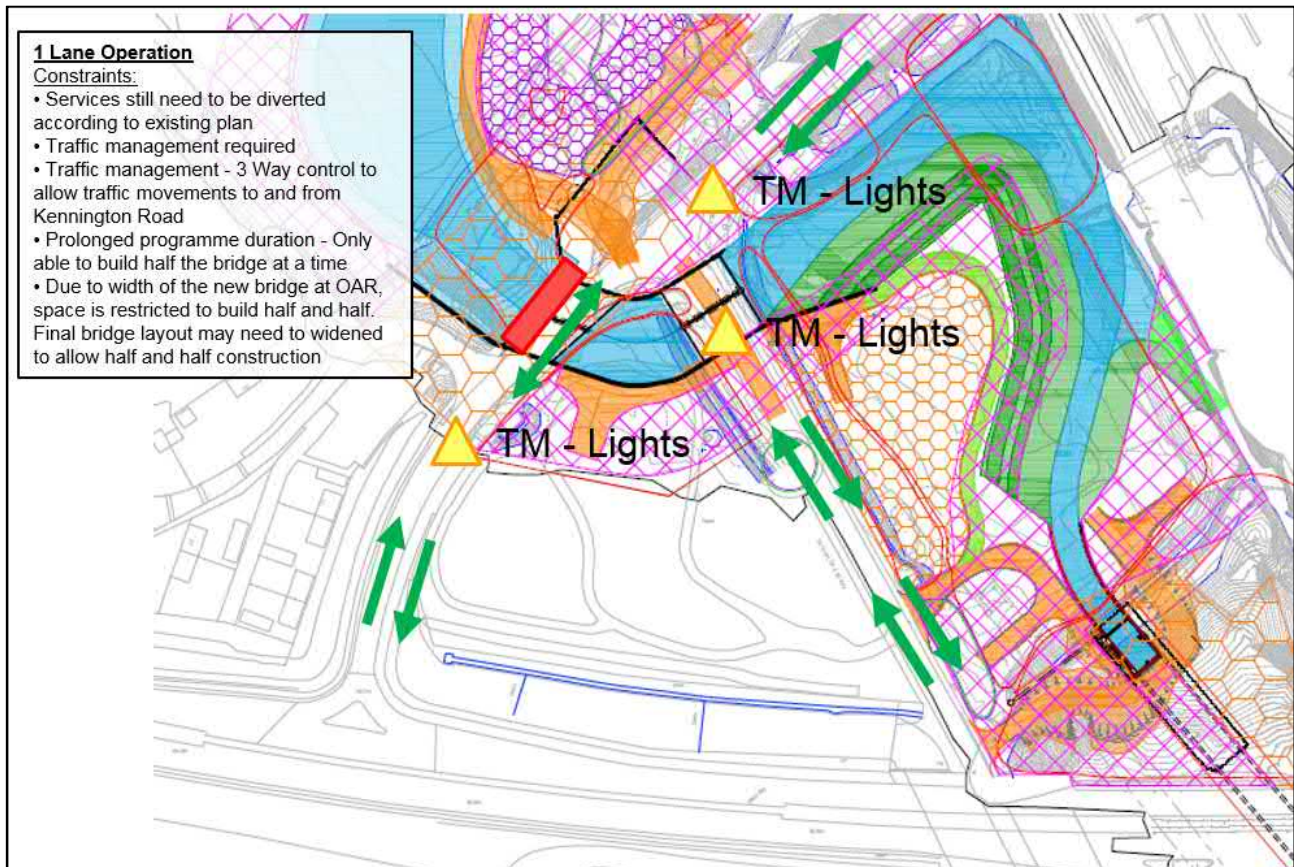 1 Lane Operation
Constraints:
• Services still need to be diverted
according to existing plan
• Traffic management required
• Traffic management - 3 Way control to
allow traffic movements to and from
Kennington Road
• Prolonged programme duration - Only
able to build half the bridge at a time
• Due to width of the new bridge at OAR,
space is restricted to build half and half.
Final bridge layout may need to widened
to allow half and half construction
TM - Lights
TM - Lights
TM - Lights